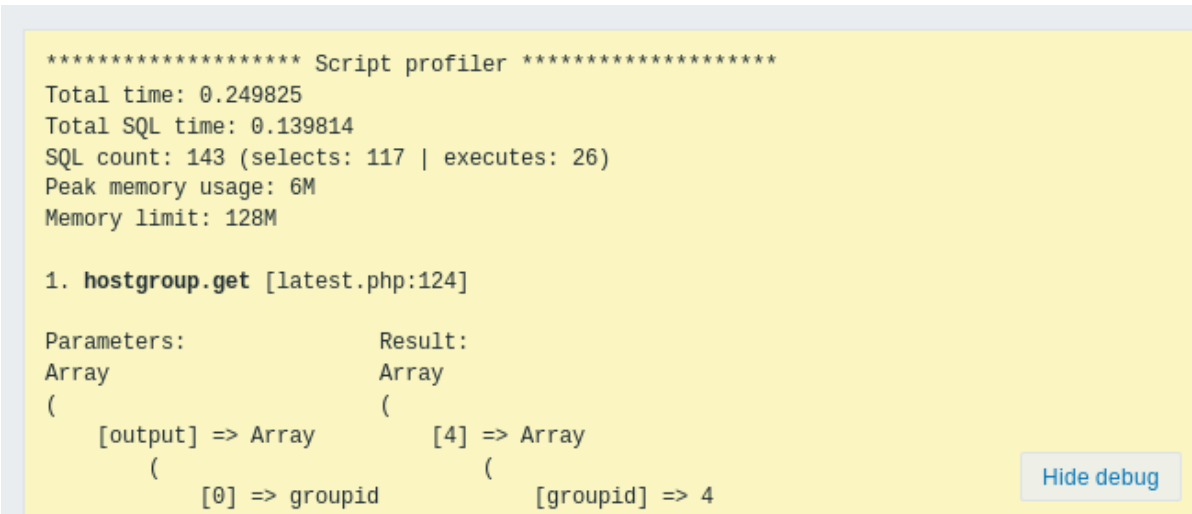 ******************** Script profiler ********************
Total time: 0.249825
Total SQL time: 0.139814
SQL count: 143 (selects: 117 | executes: 26)
Peak memory usage: 6M
Memory limit: 128M

1. hostgroup.get [latest.php:124]

Parameters:                Result:
Array                      Array
(                          (
    [output] => Array          [4] => Array
        (                          (
            [0] => groupid             [groupid] => 4
Hide debug